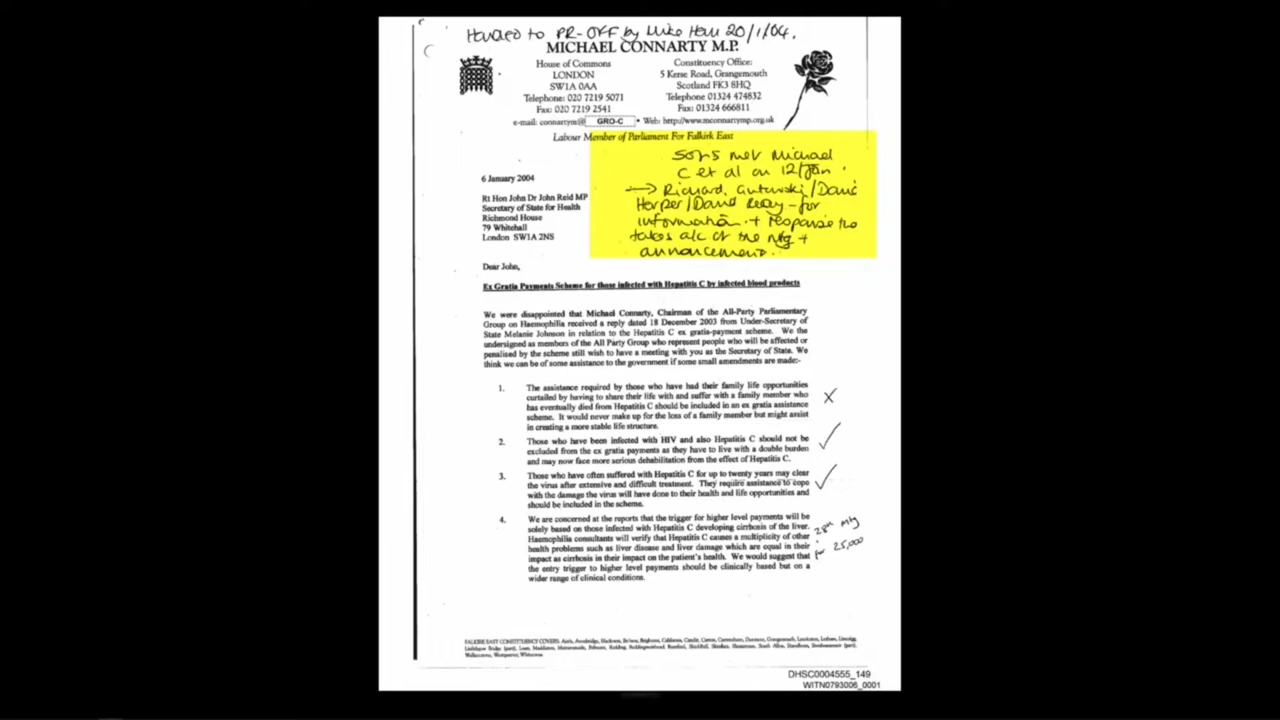 Handed to PR-OFF by Mike 20/1/04.
MICHAEL CONNARTY M.P.
House of Commons
LONDON
SW1A 0AA
Telephone: 020 7219 5071
Fax: 020 7219 2541
Constituency Office:
5 Kerse Road, Grangemouth
Scotland FK3 8HQ
Telephone 01324 474832
Fax: 01324 666811
e-mail: connartym@ GRO-C • Web: http://www.mconnartymp.org.uk
Labour Member of Parliament For Falkirk East
SofS met Michael
C et al on 12/Jan.
→ Richard Gutowski/David
Harper/David Reay - for
information + response
takes a/c of the mtg +
announcement.
6 January 2004
Rt Hon John Dr John Reid MP
Secretary of State for Health
Richmond House
79 Whitehall
London SW1A 2NS
Dear John,
Ex Gratia Payments Scheme for those infected with Hepatitis C by infected blood products
We were disappointed that Michael Connarty, Chairman of the All-Party Parliamentary
Group on Haemophilia received a reply dated 18 December 2003 from Under-Secretary of
State Melanie Johnson in relation to the Hepatitis C ex gratia-payment scheme. We the
undersigned as members of the All Party Group who represent people who will be affected or
penalised by the scheme still wish to have a meeting with you as the Secretary of State. We
think we can be of some assistance to the government if some small amendments are made:-
1. The assistance required by those who have had their family life opportunities
curtailed by having to share their life with and suffer with a family member who
has eventually died from Hepatitis C should be included in an ex gratia assistance
scheme. It would never make up for the loss of a family member but might assist
in creating a more stable life structure.
2. Those who have been infected with HIV and also Hepatitis C should not be
excluded from the ex gratia payments as they have to live with a double burden
and may now face more serious dehabilitation from the effect of Hepatitis C.
3. Those who have often suffered with Hepatitis C for up to twenty years may clear
the virus after extensive and difficult treatment. They require assistance to cope
with the damage the virus will have done to their health and life opportunities and
should be included in the scheme.
4. We are concerned at the reports that the trigger for higher level payments will be
solely based on those infected with Hepatitis C developing cirrhosis of the liver.
Haemophilia consultants will verify that Hepatitis C causes a multiplicity of other
health problems such as liver disease and liver damage which are equal in their
impact as cirrhosis in their impact on the patient's health. We would suggest that
the entry trigger to higher level payments should be clinically based but on a
wider range of clinical conditions.
28th Mtg
for 25,000
FALKIRK EAST CONSTITUENCY COVERS:
DHSC0004555_149
WITN0793006_0001